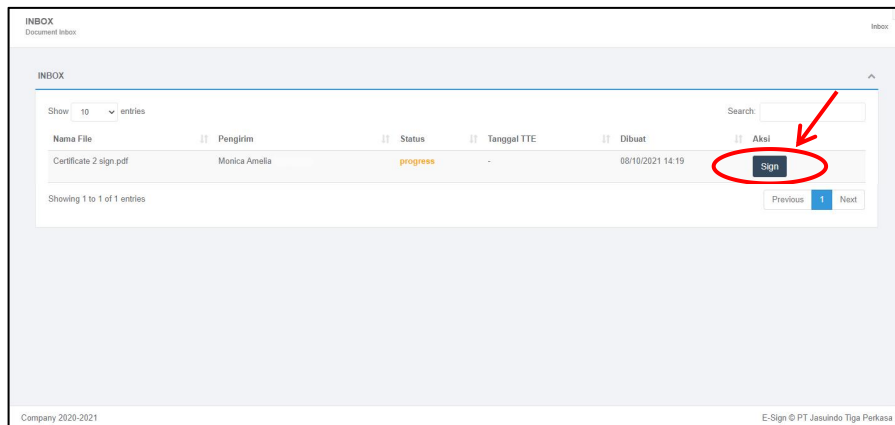 INBOX
Document Inbox
Inbox
INBOX
Show 10 entries
Search:
Nama File Pengirim Status Tanggal TTE Dibuat Aksi
Certificate 2 sign.pdf Monica Amelia progress - 08/10/2021 14:19 Sign
Showing 1 to 1 of 1 entries
Previous 1 Next
Company 2020-2021
E-Sign © PT Jasuindo Tiga Perkasa